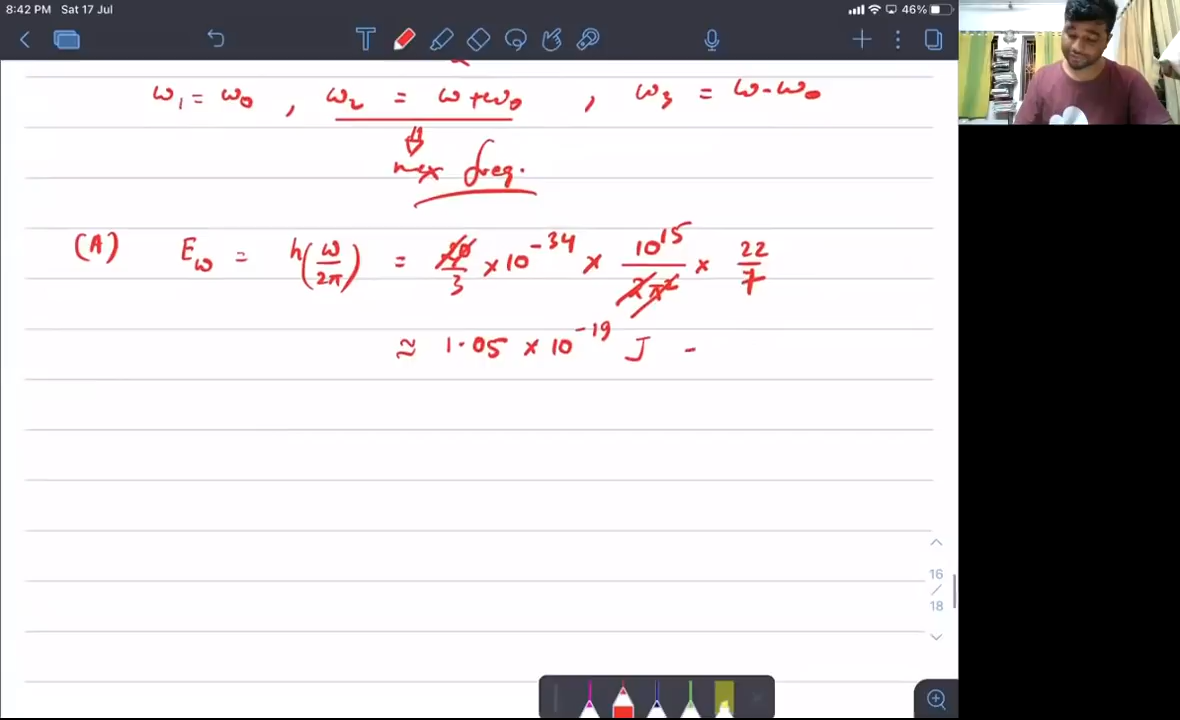 8:42 PM Sat 17 Jul 46%
ω₁ = ω₀ , ω₂ = ω+ω₀ , ω₃ = ω-ω₀
max freq.
(A) E_ω = h(ω/2π) = 20/3 × 10⁻³⁴ × 10¹⁵/2π² × 22/7
≈ 1.05 × 10⁻¹⁹ J -
16
/
18